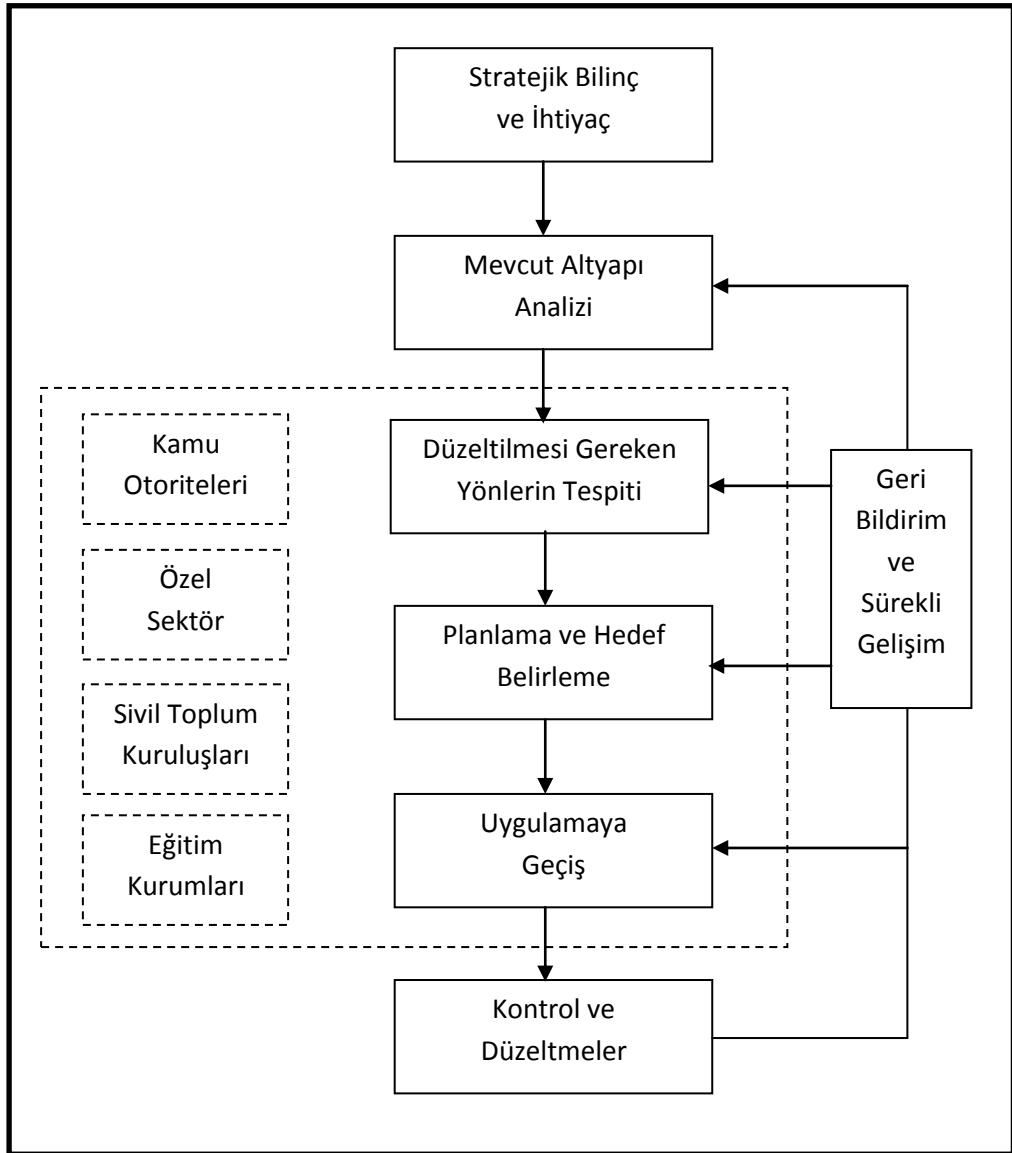 Stratejik Bilinç
ve İhtiyaç
Mevcut Altyapı
Analizi
Kamu
Otoriteleri
Özel
Sektör
Sivil Toplum
Kuruluşları
Eğitim
Kurumları
Düzeltilmesi Gereken
Yönlerin Tespiti
Planlama ve Hedef
Belirleme
Uygulamaya
Geçiş
Kontrol ve
Düzeltmeler
Geri
Bildirim
ve
Sürekli
Gelişim